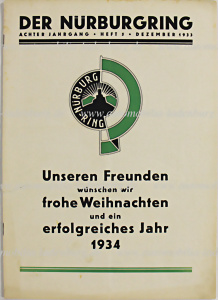 DER NÜRBURGRING
ACHTER JAHRGANG • HEFT 5 • DEZEMBER 1933
NÜRBURG
RING
Unseren Freunden
wünschen wir
frohe Weihnachten
und ein
erfolgreiches Jahr
1934